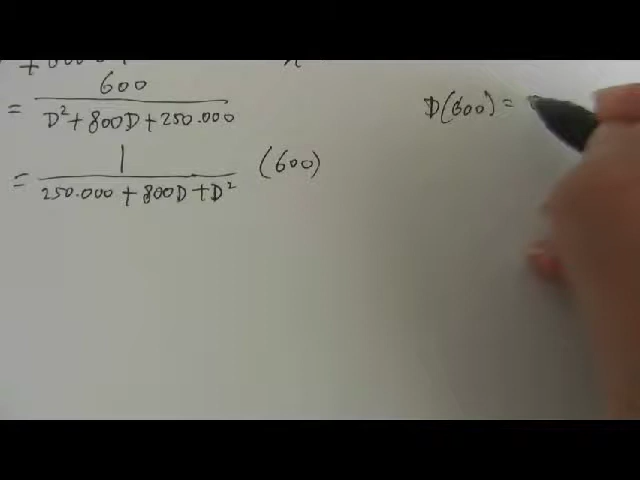 600
= ―――――――――
D² + 800D + 250.000
1
= ――――――――― (600)
250.000 + 800D + D²
D(600) =